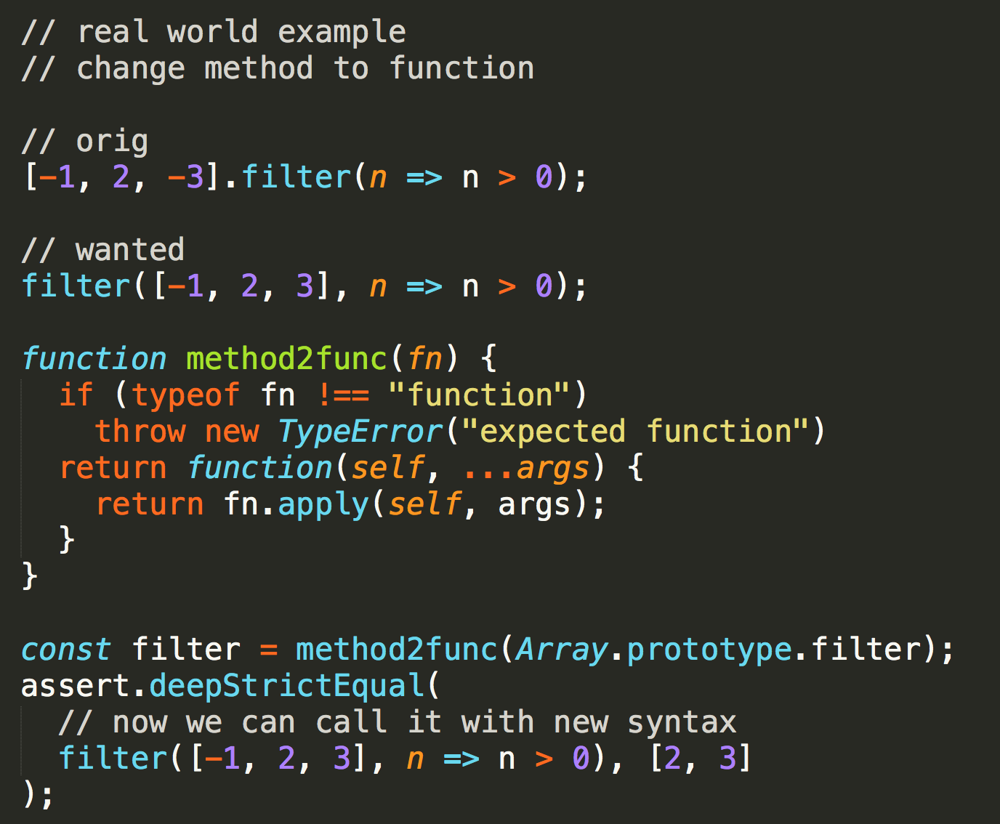 // real world example
// change method to function
// orig
[-1, 2, -3].filter(n => n > 0);
// wanted
filter([-1, 2, 3], n => n > 0);
function method2func(fn) {
if (typeof fn !== "function")
throw new TypeError("expected function")
return function(self, ...args) {
return fn.apply(self, args);
}
}
const filter = method2func(Array.prototype.filter);
assert.deepStrictEqual(
// now we can call it with new syntax
filter([-1, 2, 3], n => n > 0), [2, 3]
);